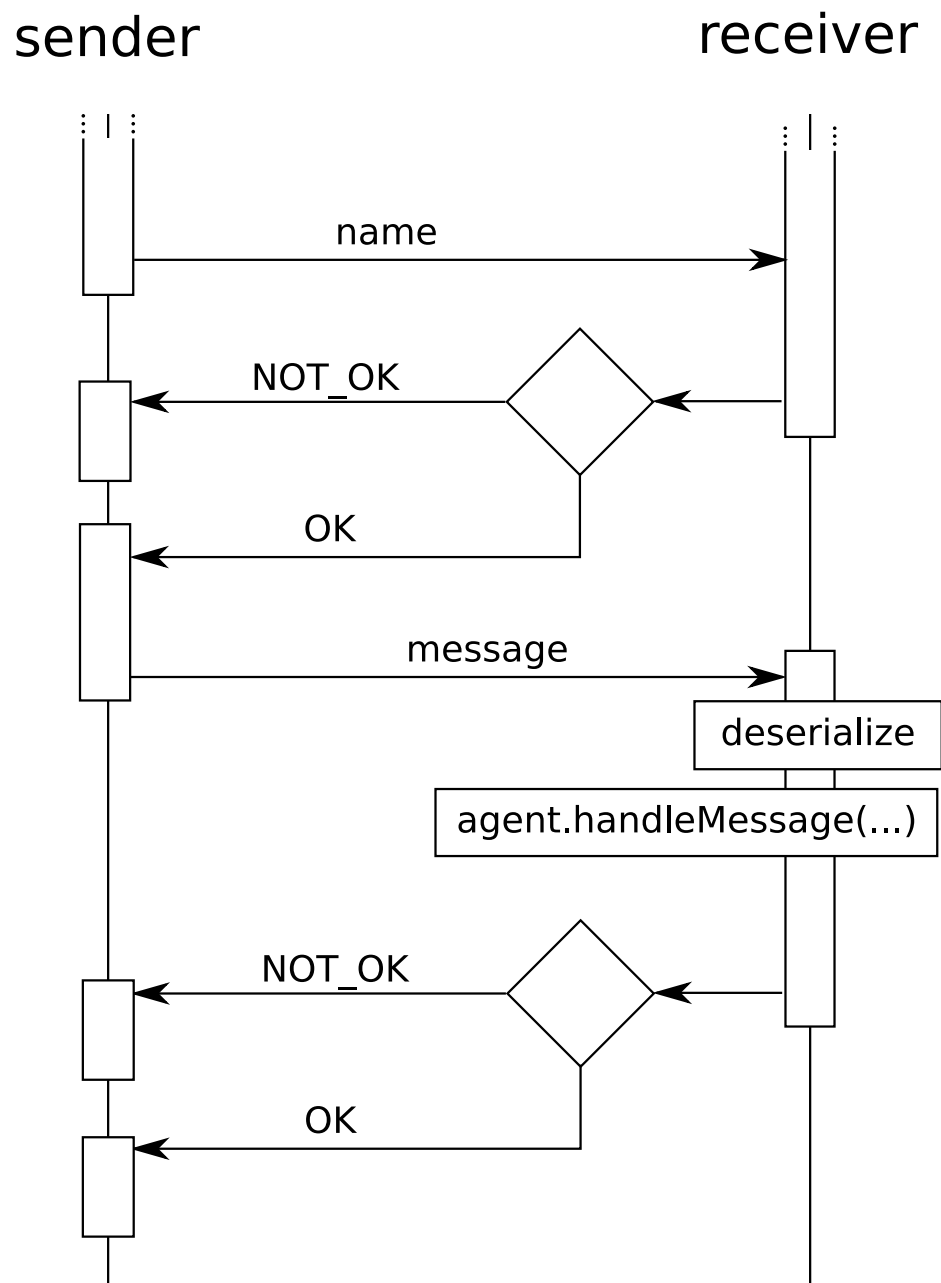 sender
receiver
name
NOT_OK
OK
message
deserialize
agent.handleMessage(...)
NOT_OK
OK